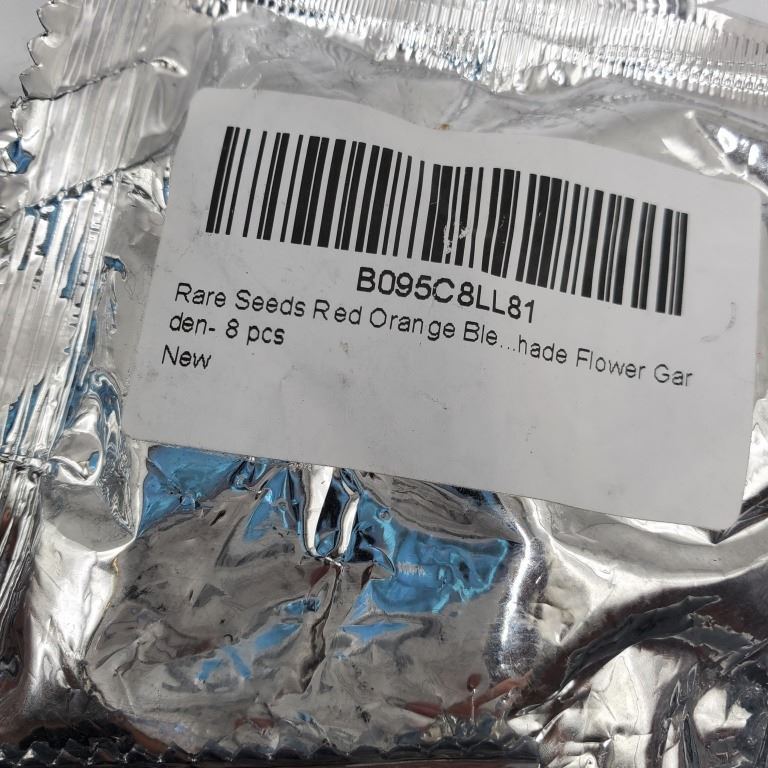 B095C8LL81
Rare Seeds Red Orange Ble...hade Flower Gar
den- 8 pcs
New